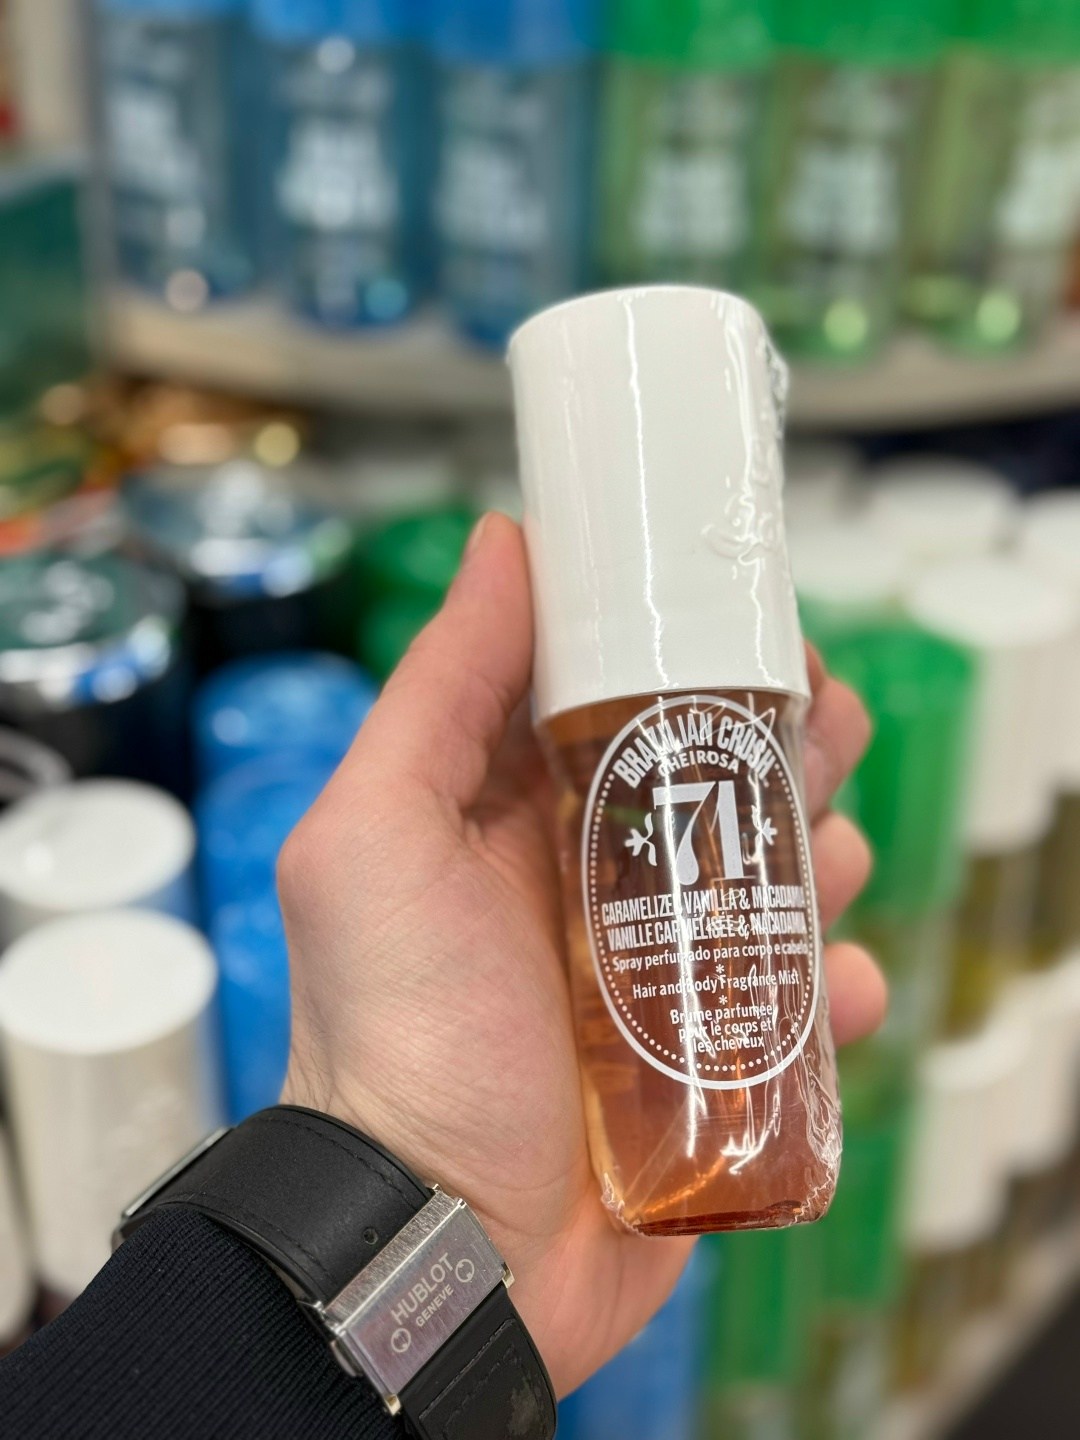 BRAZILIAN CRUSH
CHEIROSA
71
CARAMELIZED VANILLA & MACADAMIA
VANILLE CARAMÉLISÉE & MACADAMIA
Spray perfumado para corpo e cabelo
*
Hair and Body Fragrance Mist
*
Brume parfumée
pour le corps et
les cheveux
HUBLOT
GENEVE